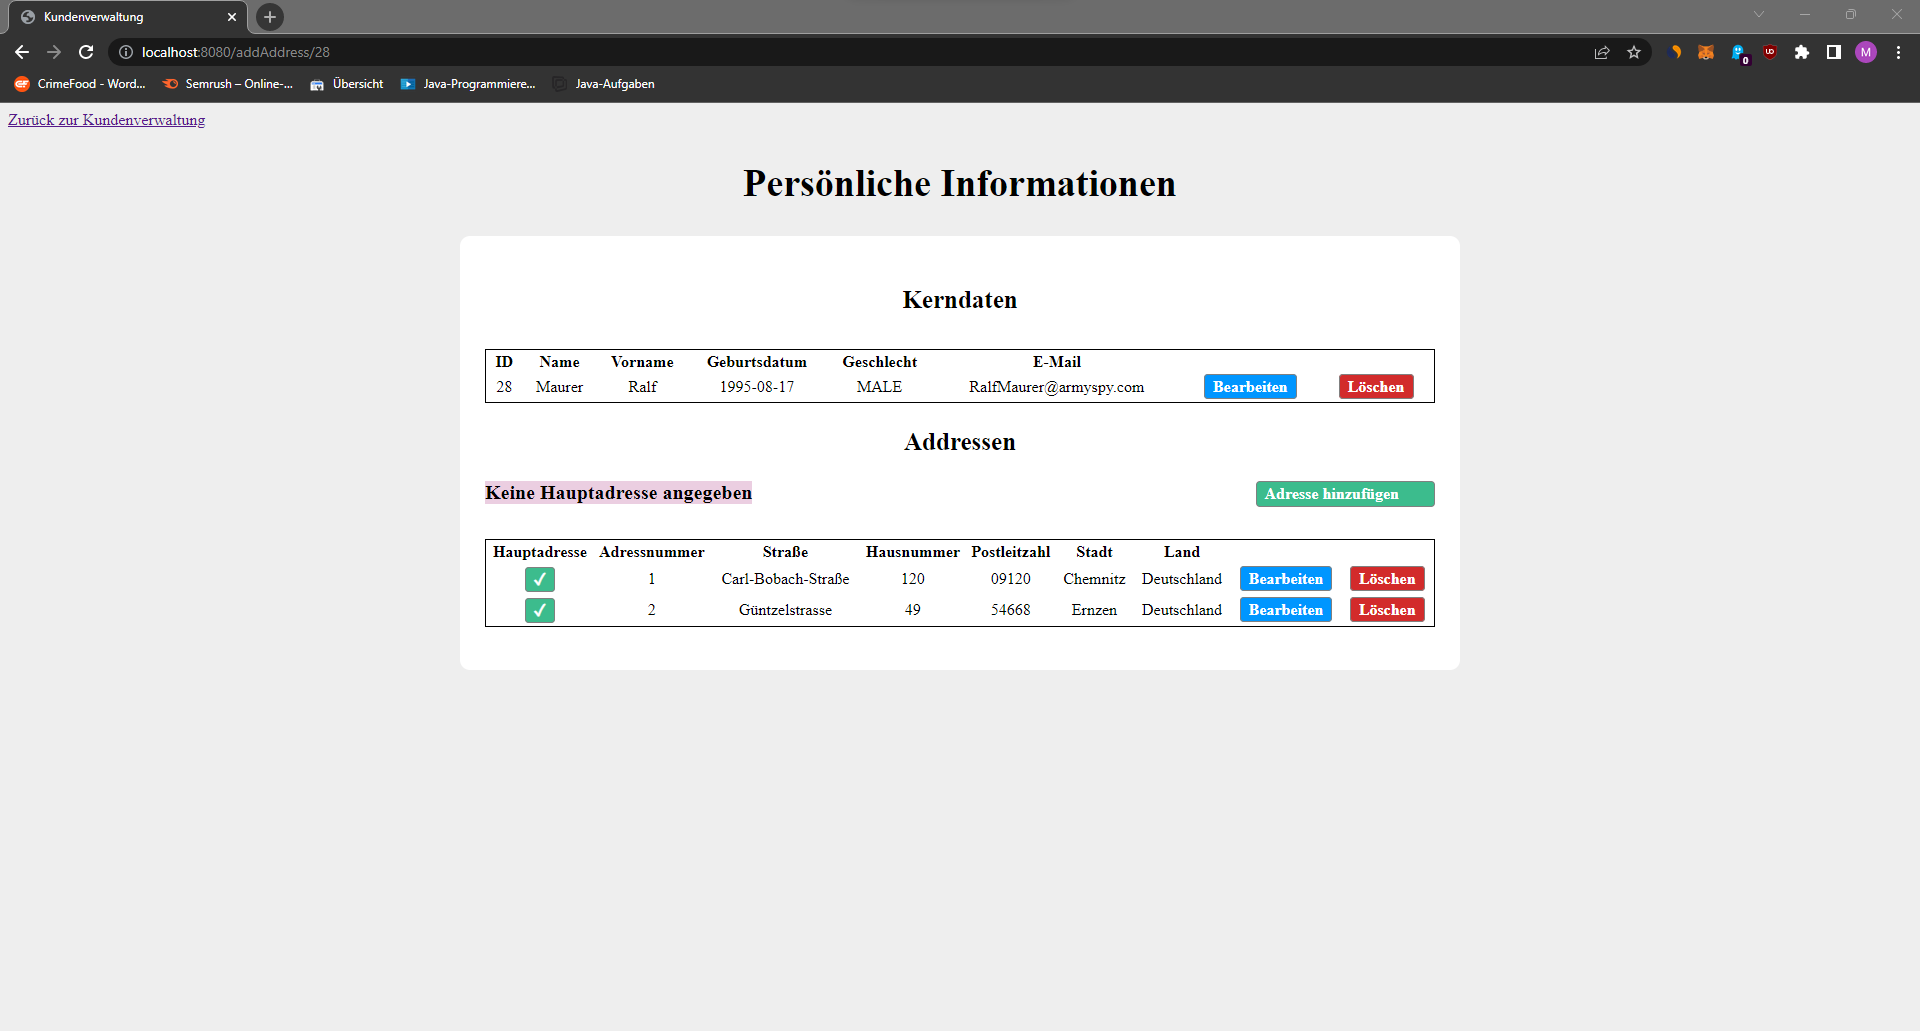 Kundenverwaltung
localhost:8080/addAddress/28
0
UD
M
CrimeFood - Word... Semrush – Online-... Übersicht Java-Programmiere... Java-Aufgaben
Zurück zur Kundenverwaltung
Persönliche Informationen
Kerndaten
ID Name Vorname Geburtsdatum Geschlecht E-Mail
28 Maurer Ralf 1995-08-17 MALE RalfMaurer@armyspy.com Bearbeiten Löschen
Addressen
Keine Hauptadresse angegeben Adresse hinzufügen
Hauptadresse Adressnummer Straße Hausnummer Postleitzahl Stadt Land
✓ 1 Carl-Bobach-Straße 120 09120 Chemnitz Deutschland Bearbeiten Löschen
✓ 2 Güntzelstrasse 49 54668 Ernzen Deutschland Bearbeiten Löschen